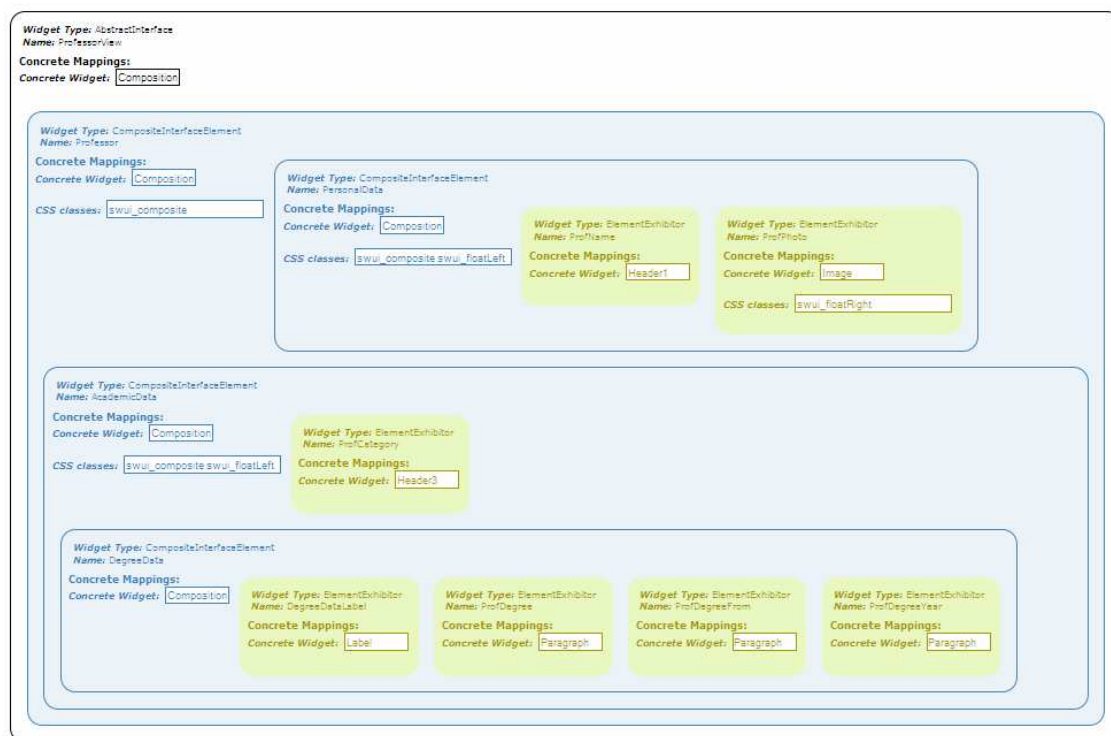 Widget Type: AbstractInterface
Name: ProfessorView
Concrete Mappings:
Concrete Widget: Composition
Widget Type: CompositeInterfaceElement
Name: Professor
Concrete Mappings:
Concrete Widget: Composition
CSS classes: swui_composite
Widget Type: CompositeInterfaceElement
Name: PersonalData
Concrete Mappings:
Concrete Widget: Composition
CSS classes: swui_composite swui_floatLeft
Widget Type: ElementExhibitor
Name: ProfName
Concrete Mappings:
Concrete Widget: Header1
Widget Type: ElementExhibitor
Name: ProfPhoto
Concrete Mappings:
Concrete Widget: Image
CSS classes: swui_floatRight
Widget Type: CompositeInterfaceElement
Name: AcademicData
Concrete Mappings:
Concrete Widget: Composition
CSS classes: swui_composite swui_floatLeft
Widget Type: ElementExhibitor
Name: ProfCategory
Concrete Mappings:
Concrete Widget: Header3
Widget Type: CompositeInterfaceElement
Name: DegreeData
Concrete Mappings:
Concrete Widget: Composition
Widget Type: ElementExhibitor
Name: DegreeDataLabel
Concrete Mappings:
Concrete Widget: Label
Widget Type: ElementExhibitor
Name: ProfDegree
Concrete Mappings:
Concrete Widget: Paragraph
Widget Type: ElementExhibitor
Name: ProfDegreeFrom
Concrete Mappings:
Concrete Widget: Paragraph
Widget Type: ElementExhibitor
Name: ProfDegreeYear
Concrete Mappings:
Concrete Widget: Paragraph